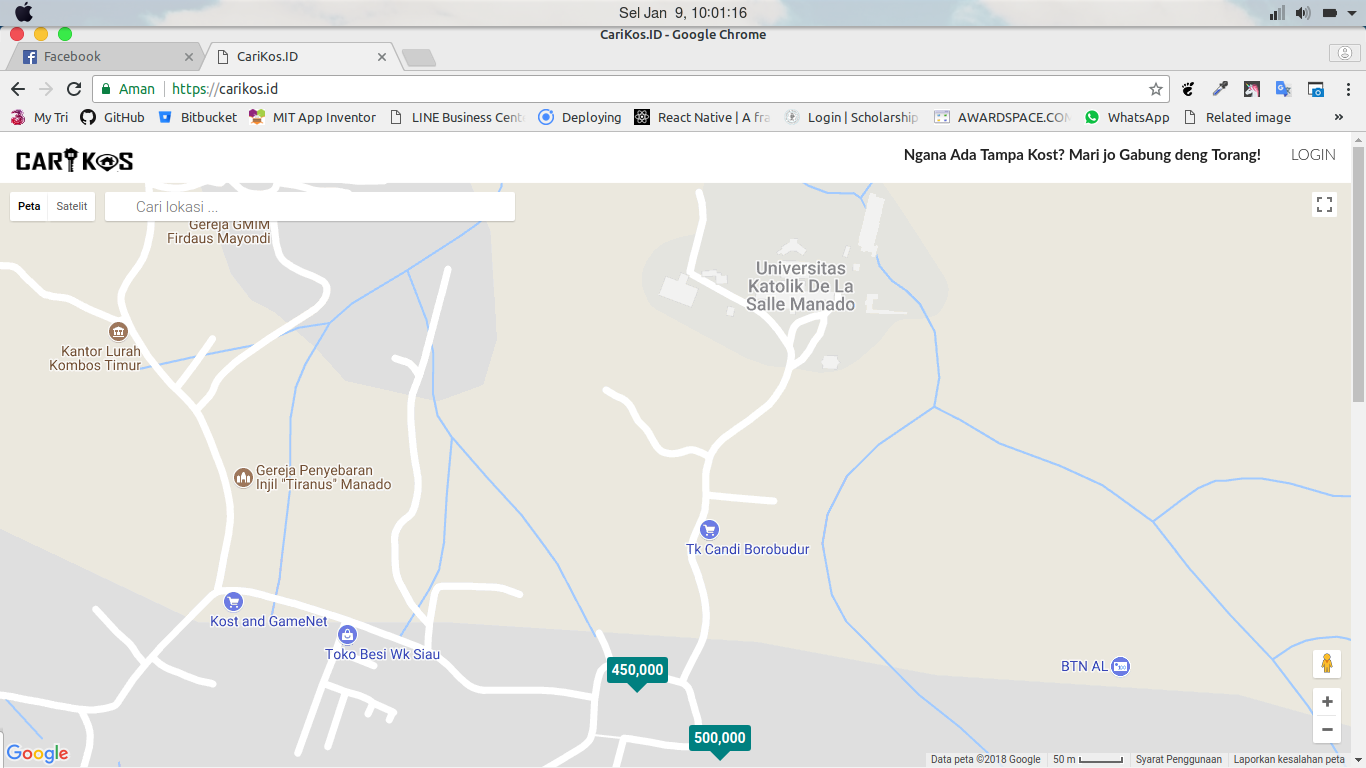 Sel Jan 9, 10:01:16
CariKos.ID - Google Chrome
Facebook
CariKos.ID
Aman
https://carikos.id
My Tri
GitHub
Bitbucket
MIT App Inventor
LINE Business Cent
Deploying
React Native | A fra
Login | Scholarship
AWARDSPACE.COM
WhatsApp
Related image
»
CARIKOS
Ngana Ada Tampa Kost? Mari jo Gabung deng Torang!
LOGIN
Peta
Satelit
Cari lokasi ...
Gereja GMIM
Firdaus Mayondi
Universitas
Katolik De La
Salle Manado
Kantor Lurah
Kombos Timur
Gereja Penyebaran
Injil "Tiranus" Manado
Tk Candi Borobudur
Kost and GameNet
Toko Besi Wk Siau
450,000
BTN AL
500,000
Google
Data peta ©2018 Google
50 m
Syarat Penggunaan
Laporkan kesalahan peta